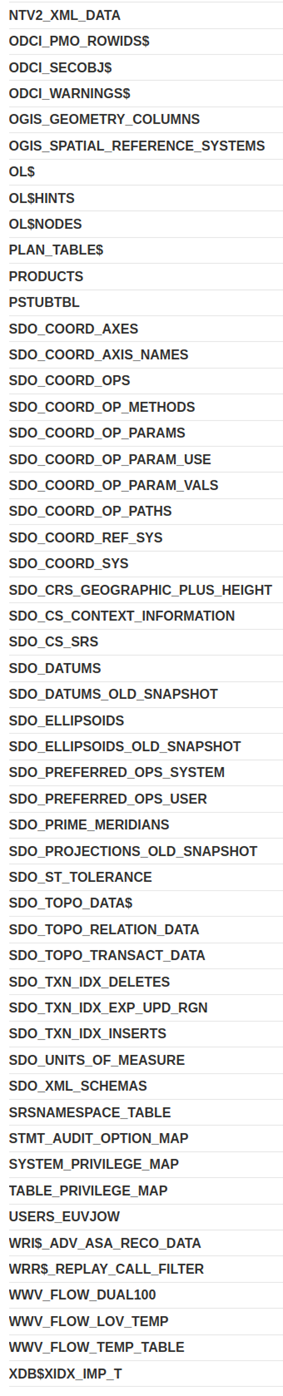 NTV2_XML_DATA
ODCI_PMO_ROWIDS$
ODCI_SECOBJ$
ODCI_WARNINGS$
OGIS_GEOMETRY_COLUMNS
OGIS_SPATIAL_REFERENCE_SYSTEMS
OL$
OL$HINTS
OL$NODES
PLAN_TABLE$
PRODUCTS
PSTUBTBL
SDO_COORD_AXES
SDO_COORD_AXIS_NAMES
SDO_COORD_OPS
SDO_COORD_OP_METHODS
SDO_COORD_OP_PARAMS
SDO_COORD_OP_PARAM_USE
SDO_COORD_OP_PARAM_VALS
SDO_COORD_OP_PATHS
SDO_COORD_REF_SYS
SDO_COORD_SYS
SDO_CRS_GEOGRAPHIC_PLUS_HEIGHT
SDO_CS_CONTEXT_INFORMATION
SDO_CS_SRS
SDO_DATUMS
SDO_DATUMS_OLD_SNAPSHOT
SDO_ELLIPSOIDS
SDO_ELLIPSOIDS_OLD_SNAPSHOT
SDO_PREFERRED_OPS_SYSTEM
SDO_PREFERRED_OPS_USER
SDO_PRIME_MERIDIANS
SDO_PROJECTIONS_OLD_SNAPSHOT
SDO_ST_TOLERANCE
SDO_TOPO_DATA$
SDO_TOPO_RELATION_DATA
SDO_TOPO_TRANSACT_DATA
SDO_TXN_IDX_DELETES
SDO_TXN_IDX_EXP_UPD_RGN
SDO_TXN_IDX_INSERTS
SDO_UNITS_OF_MEASURE
SDO_XML_SCHEMAS
SRSNAMESPACE_TABLE
STMT_AUDIT_OPTION_MAP
SYSTEM_PRIVILEGE_MAP
TABLE_PRIVILEGE_MAP
USERS_EUVJOW
WRI$_ADV_ASA_RECO_DATA
WRR$_REPLAY_CALL_FILTER
WWV_FLOW_DUAL100
WWV_FLOW_LOV_TEMP
WWV_FLOW_TEMP_TABLE
XDB$XIDX_IMP_T